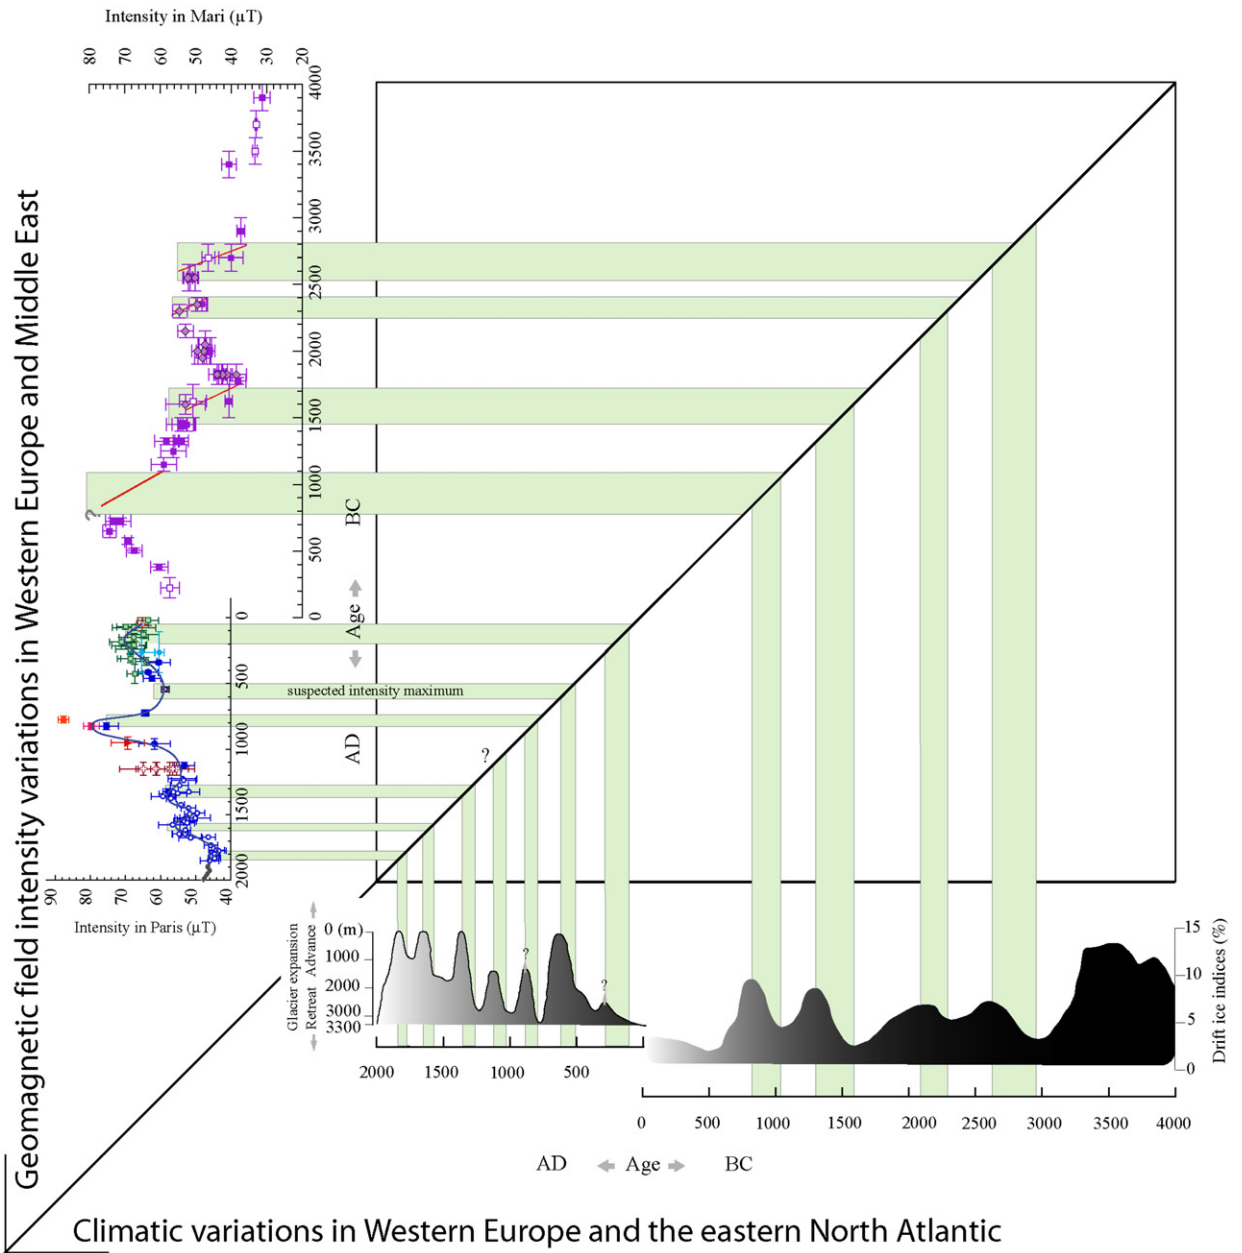 Intensity in Mari (µT)
80 70 60 50 40 30 20
4000
3500
3000
2500
2000
1500
1000
500
0
?
BC
Age
AD
0
500
1000
1500
2000
90 80 70 60 50 40
Intensity in Paris (µT)
Geomagnetic field intensity variations in Western Europe and Middle East
suspected intensity maximum
?
Glacier expansion
Retreat Advance
0 (m)
1000
2000
3000
3300
? ?
2000 1500 1000 500
15
10
5
0
Drift ice indices (%)
0 500 1000 1500 2000 2500 3000 3500 4000
AD Age BC
Climatic variations in Western Europe and the eastern North Atlantic